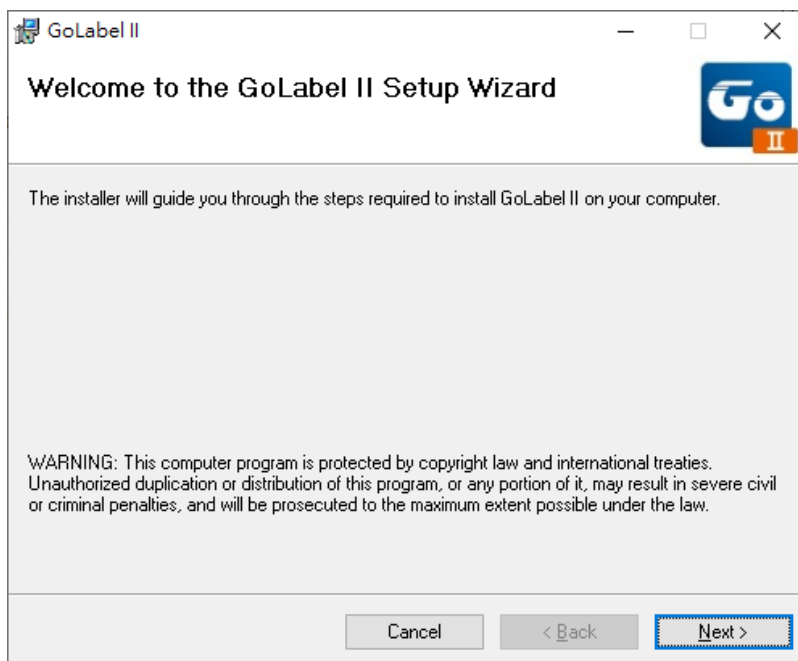 GoLabel II
Welcome to the GoLabel II Setup Wizard
Go
II
The installer will guide you through the steps required to install GoLabel II on your computer.
WARNING: This computer program is protected by copyright law and international treaties.
Unauthorized duplication or distribution of this program, or any portion of it, may result in severe civil
or criminal penalties, and will be prosecuted to the maximum extent possible under the law.
Cancel
< Back
Next >